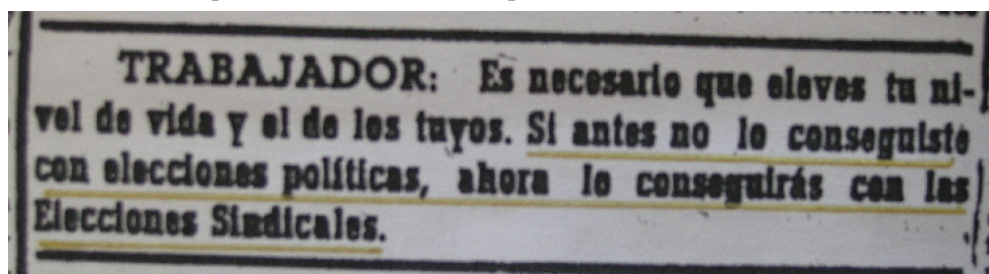 TRABAJADOR: Es necesario que eleves tu ni-
vel de vida y el de los tuyos. Si antes no lo conseguiste
con elecciones políticas, ahora lo conseguirás con las
Elecciones Sindicales.